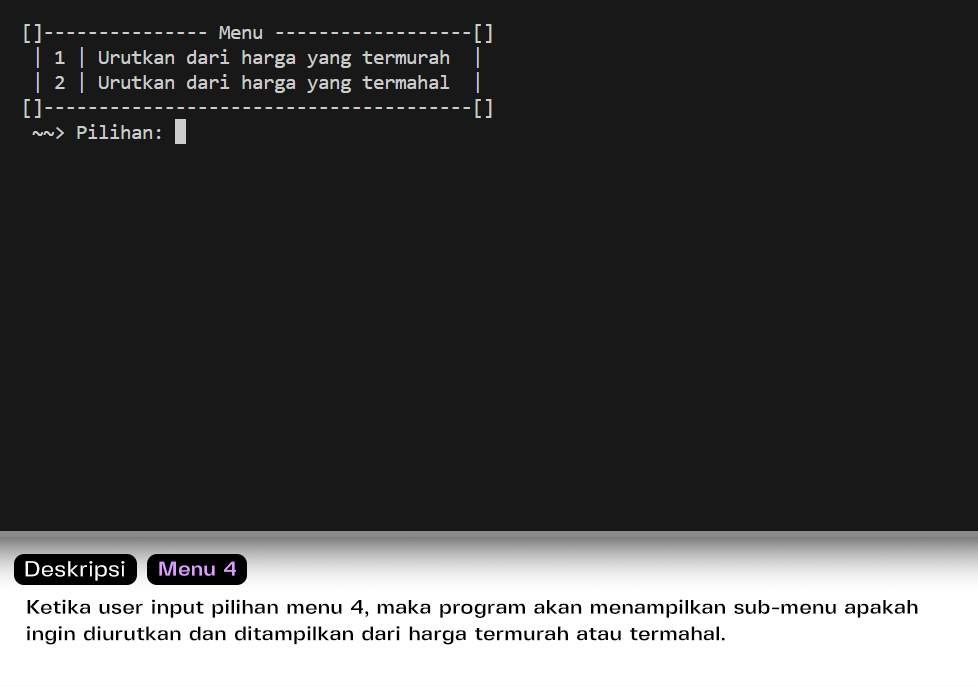 []--------------- Menu ------------------[]
| 1 | Urutkan dari harga yang termurah |
| 2 | Urutkan dari harga yang termahal |
[]---------------------------------------[]
~~> Pilihan:
Deskripsi Menu 4
Ketika user input pilihan menu 4, maka program akan menampilkan sub-menu apakah
ingin diurutkan dan ditampilkan dari harga termurah atau termahal.